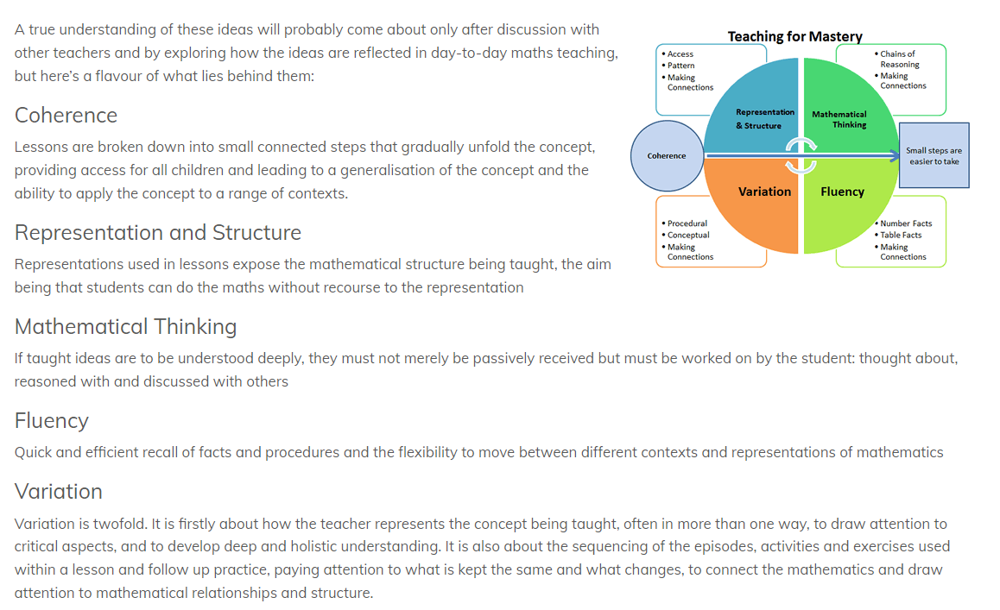 A true understanding of these ideas will probably come about only after discussion with
other teachers and by exploring how the ideas are reflected in day-to-day maths teaching,
but here's a flavour of what lies behind them:
Coherence
Lessons are broken down into small connected steps that gradually unfold the concept,
providing access for all children and leading to a generalisation of the concept and the
ability to apply the concept to a range of contexts.
Representation and Structure
Representations used in lessons expose the mathematical structure being taught, the aim
being that students can do the maths without recourse to the representation
Teaching for Mastery
• Access
• Pattern
• Making
Connections
• Chains of
Reasoning
• Making
Connections
Representation
& Structure
Mathematical
Thinking
Coherence
Small steps are
easier to take
Variation
Fluency
• Procedural
• Conceptual
• Making
Connections
• Number Facts
• Table Facts
• Making
Connections
Mathematical Thinking
If taught ideas are to be understood deeply, they must not merely be passively received but must be worked on by the student: thought about,
reasoned with and discussed with others
Fluency
Quick and efficient recall of facts and procedures and the flexibility to move between different contexts and representations of mathematics
Variation
Variation is twofold. It is firstly about how the teacher represents the concept being taught, often in more than one way, to draw attention to
critical aspects, and to develop deep and holistic understanding. It is also about the sequencing of the episodes, activities and exercises used
within a lesson and follow up practice, paying attention to what is kept the same and what changes, to connect the mathematics and draw
attention to mathematical relationships and structure.